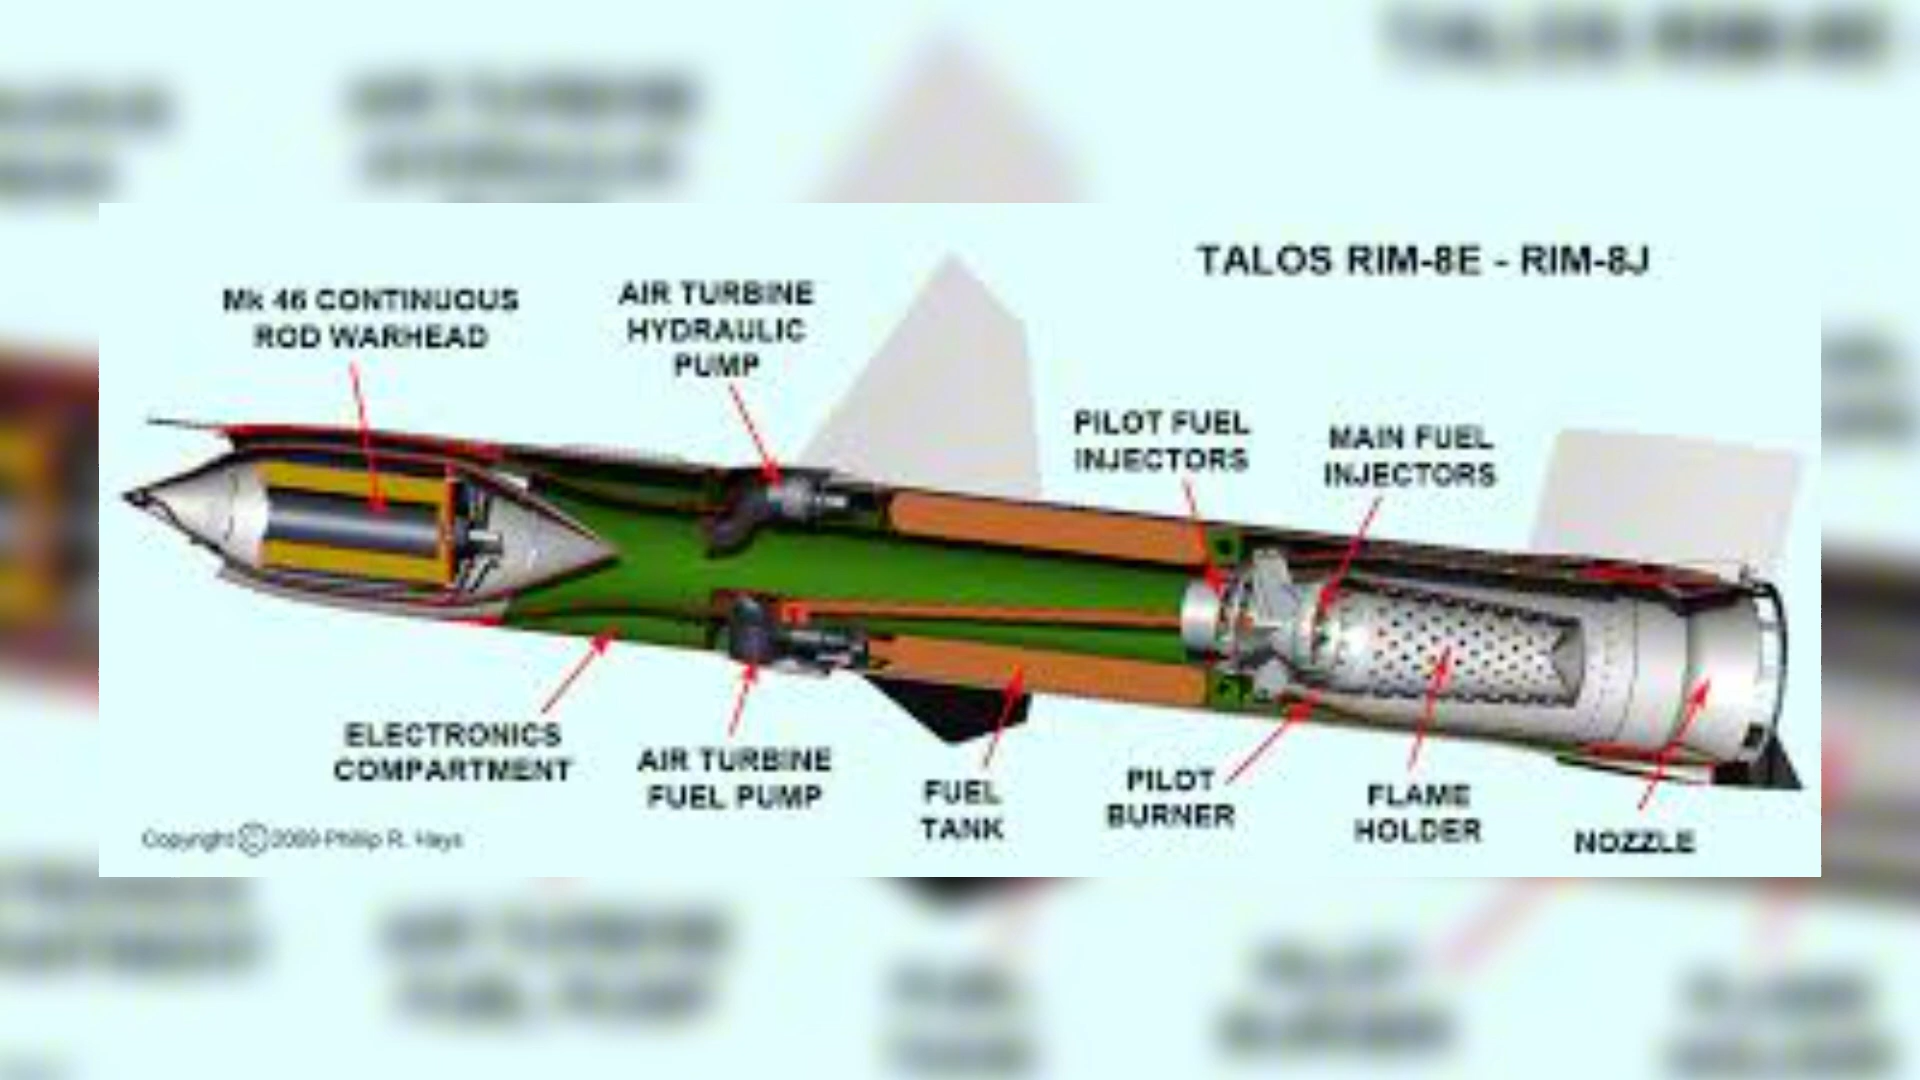 TALOS RIM-8E - RIM-8J
Mk 46 CONTINUOUS
ROD WARHEAD
AIR TURBINE
HYDRAULIC
PUMP
PILOT FUEL
INJECTORS
MAIN FUEL
INJECTORS
ELECTRONICS
COMPARTMENT
AIR TURBINE
FUEL PUMP
FUEL
TANK
PILOT
BURNER
FLAME
HOLDER
NOZZLE
Copyright © 2009 Phillip R. Hays